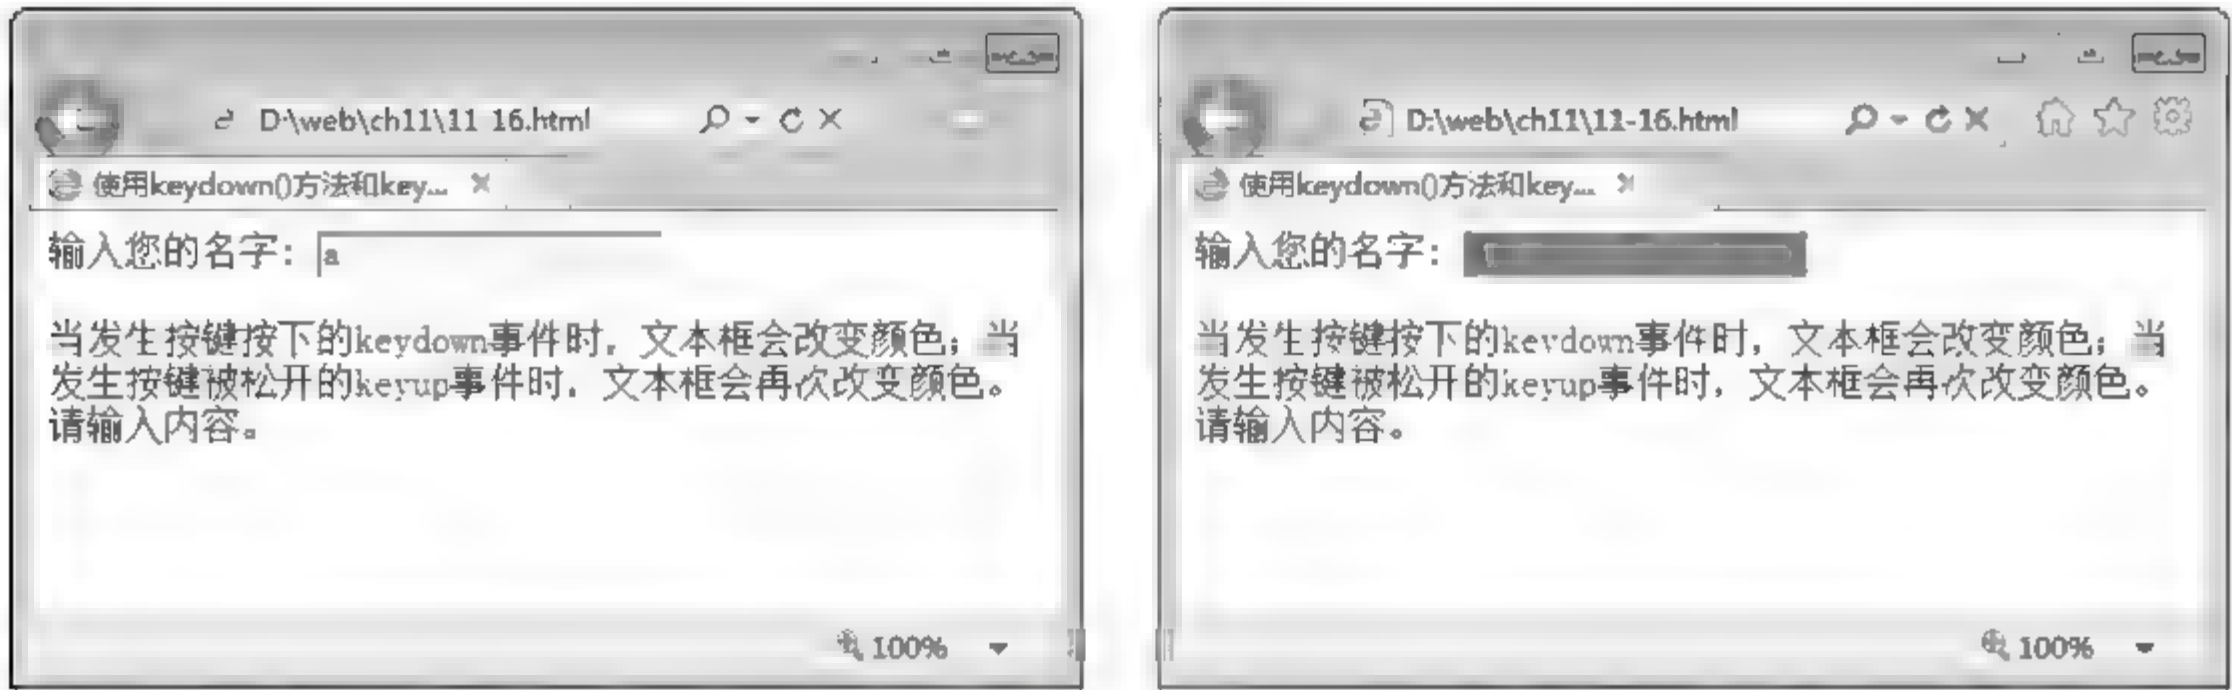 D:\web\ch11\11-16.html
使用keydown()方法和key...
输入您的名字: a
当发生按键按下的keydown事件时，文本框会改变颜色；当
发生按键被松开的keyup事件时，文本框会再次改变颜色。
请输入内容。
100%
D:\web\ch11\11-16.html
使用keydown()方法和key...
输入您的名字:
当发生按键按下的keydown事件时，文本框会改变颜色；当
发生按键被松开的keyup事件时，文本框会再次改变颜色。
请输入内容。
100%